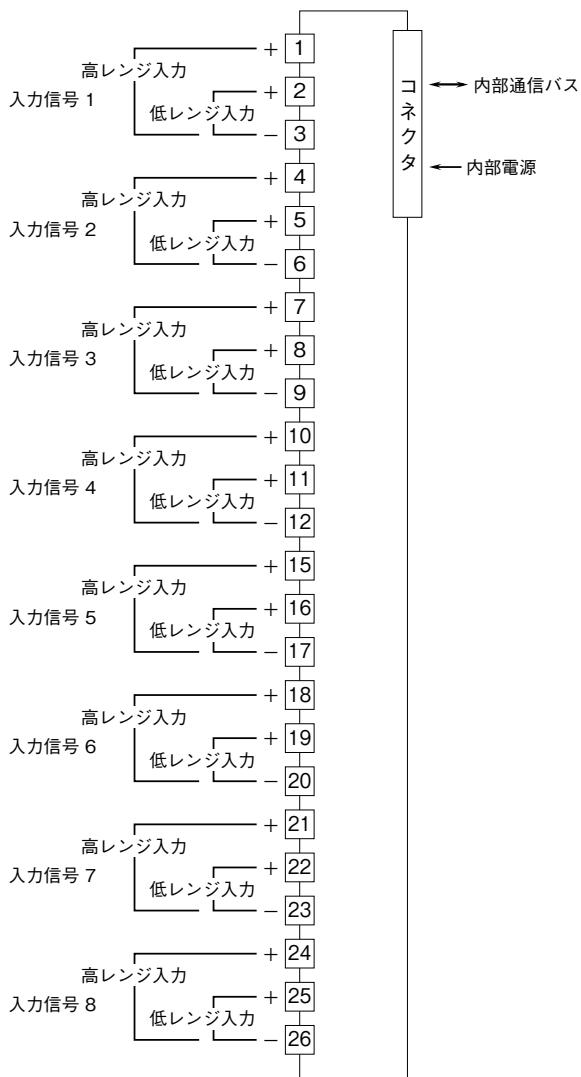 + 1
高レンジ入力
入力信号 1
+ 2
低レンジ入力
− 3
+ 4
高レンジ入力
入力信号 2
+ 5
低レンジ入力
− 6
+ 7
高レンジ入力
入力信号 3
+ 8
低レンジ入力
− 9
+ 10
高レンジ入力
入力信号 4
+ 11
低レンジ入力
− 12
+ 15
高レンジ入力
入力信号 5
+ 16
低レンジ入力
− 17
+ 18
高レンジ入力
入力信号 6
+ 19
低レンジ入力
− 20
+ 21
高レンジ入力
入力信号 7
+ 22
低レンジ入力
− 23
+ 24
高レンジ入力
入力信号 8
+ 25
低レンジ入力
− 26
コネクタ
内部通信バス
内部電源